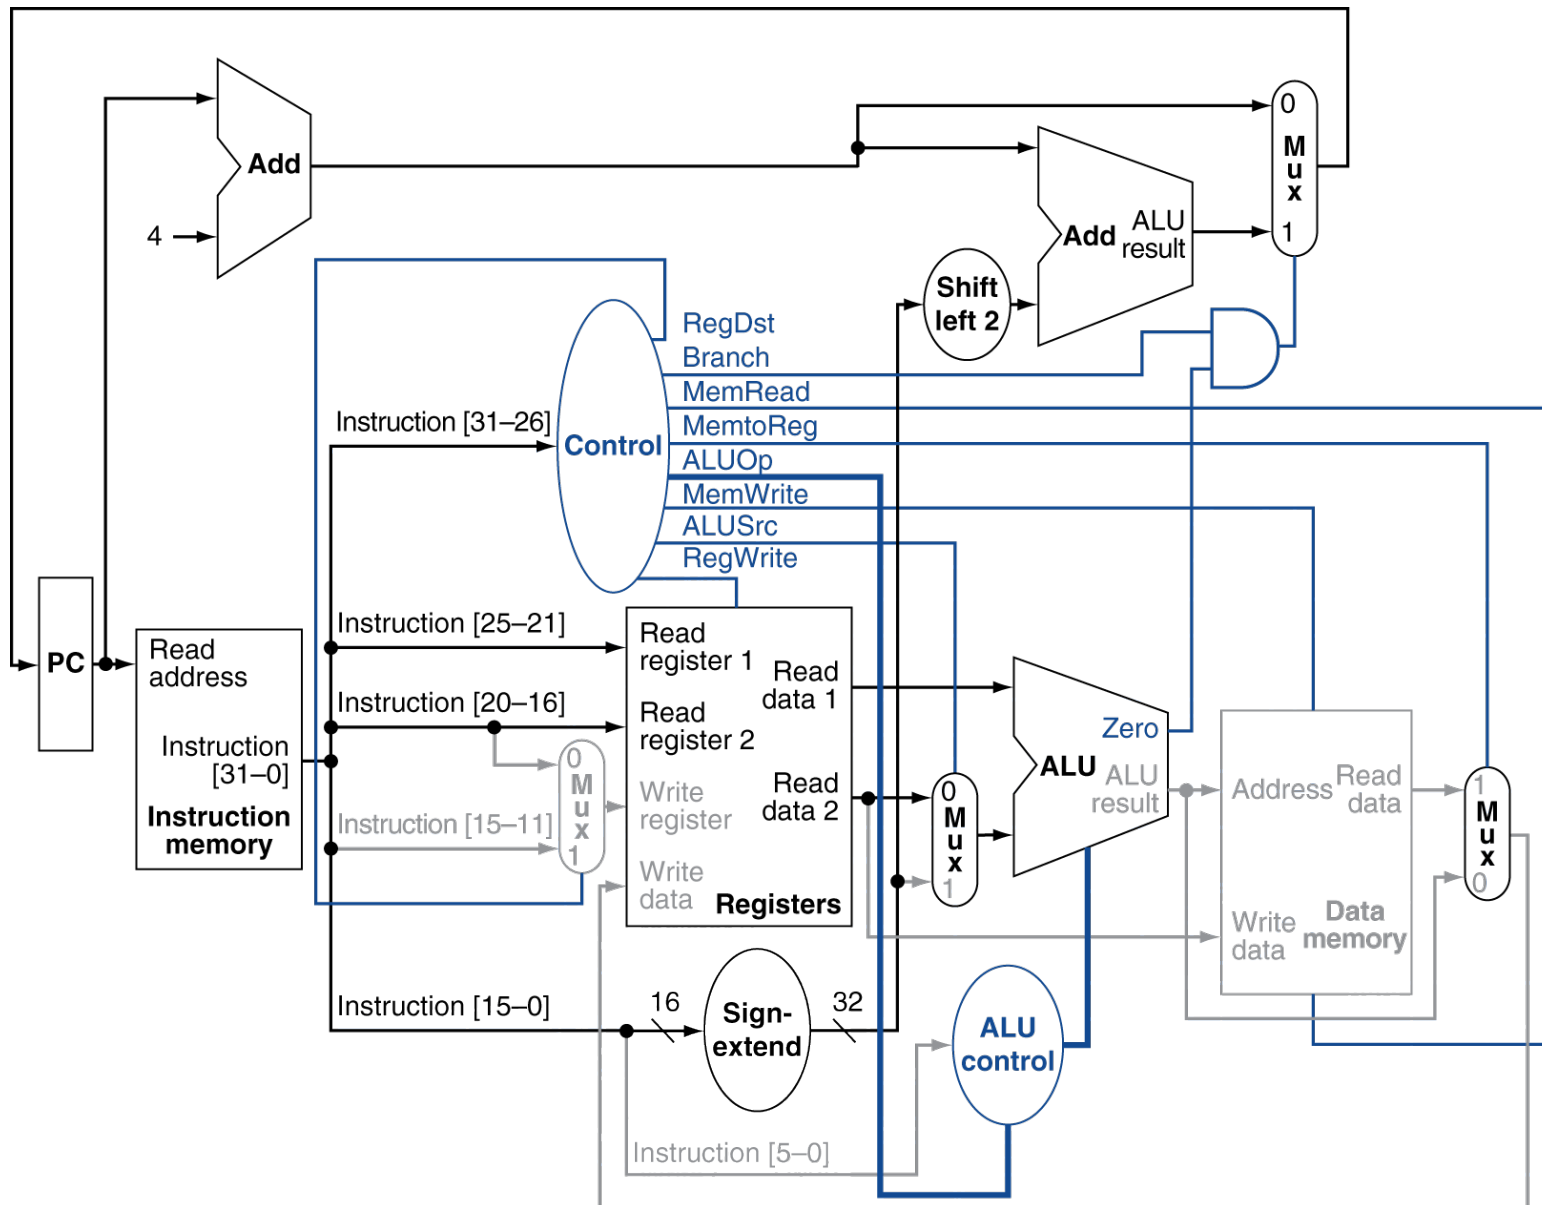 0
M
u
x
1
Add
4
Add
ALU
result
Shift
left 2
RegDst
Branch
MemRead
MemtoReg
ALUOp
MemWrite
ALUSrc
RegWrite
Control
Instruction [31–26]
Instruction [25–21]
Instruction [20–16]
Instruction [15–11]
Instruction [15–0]
Instruction [5–0]
PC
Read
address
Instruction
[31–0]
Instruction
memory
0
M
u
x
1
Read
register 1
Read
register 2
Write
register
Write
data
Read
data 1
Read
data 2
Registers
0
M
u
x
1
Zero
ALU
ALU
result
Address
Read
data
Write
data
Data
memory
1
M
u
x
0
16
Sign-
extend
32
ALU
control